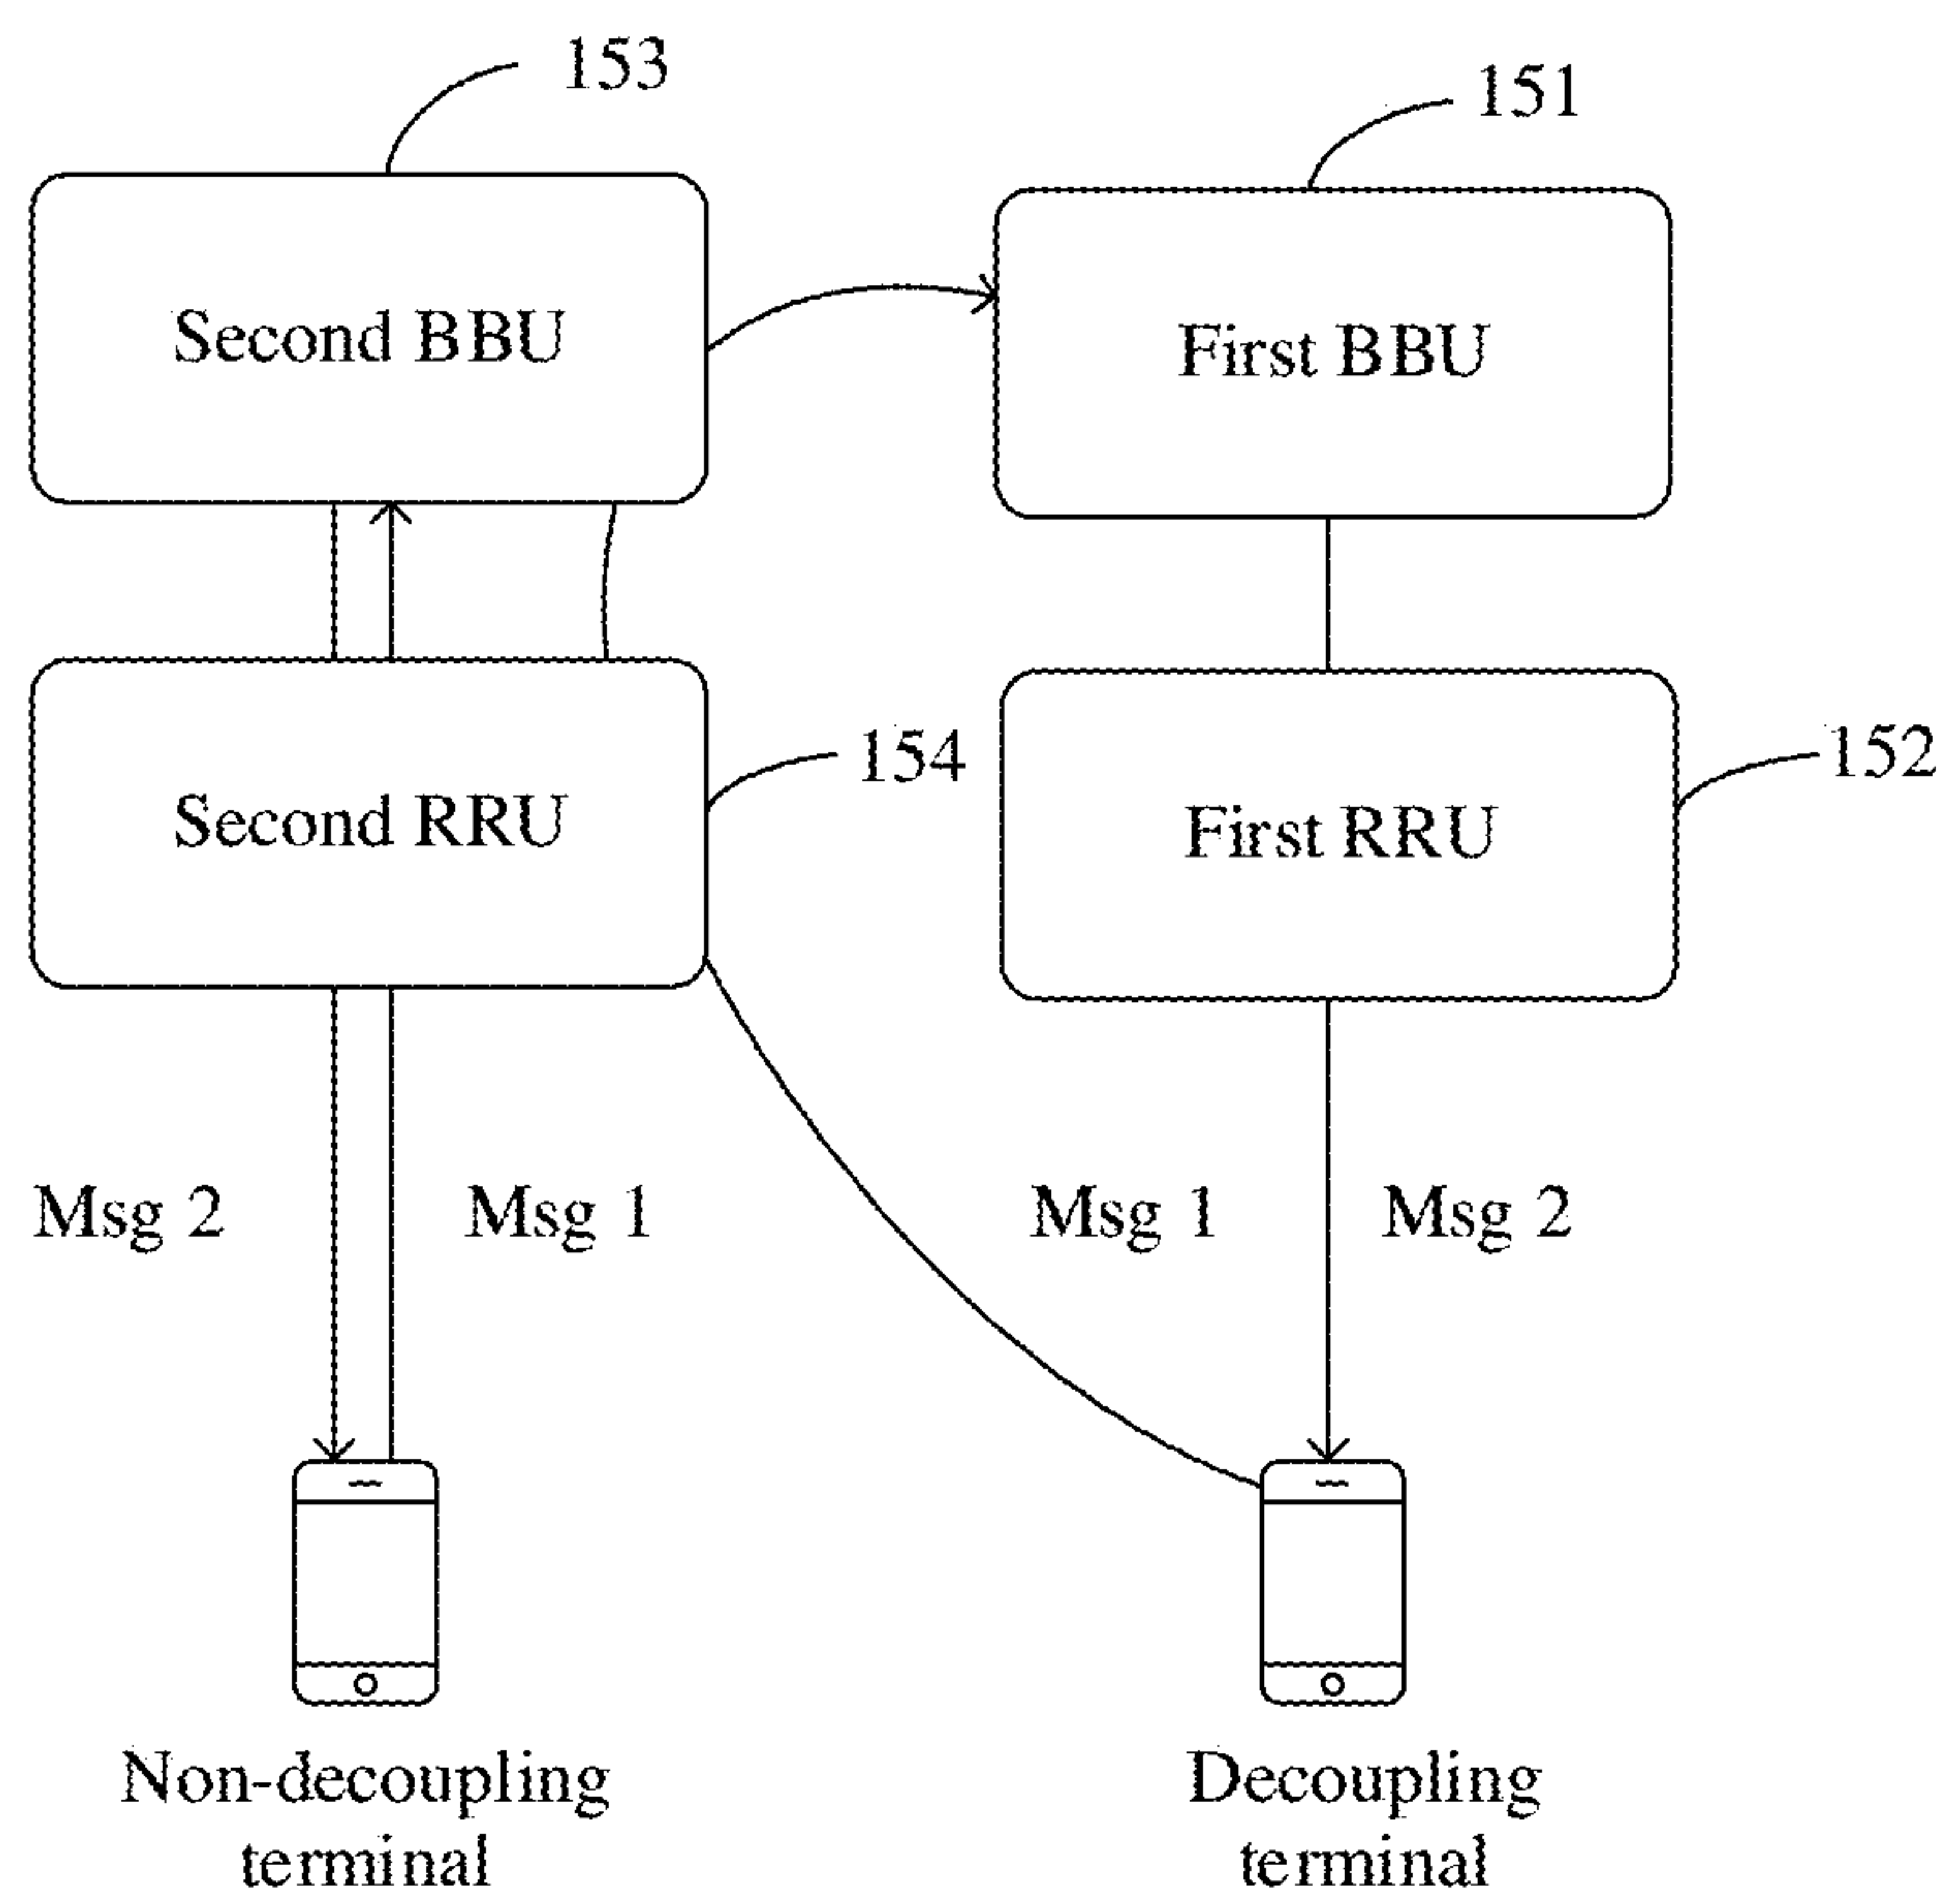 153
151
Second BBU
First BBU
154
152
Second RRU
First RRU
Msg 2
Msg 1
Msg 1
Msg 2
Non-decoupling
terminal
Decoupling
terminal